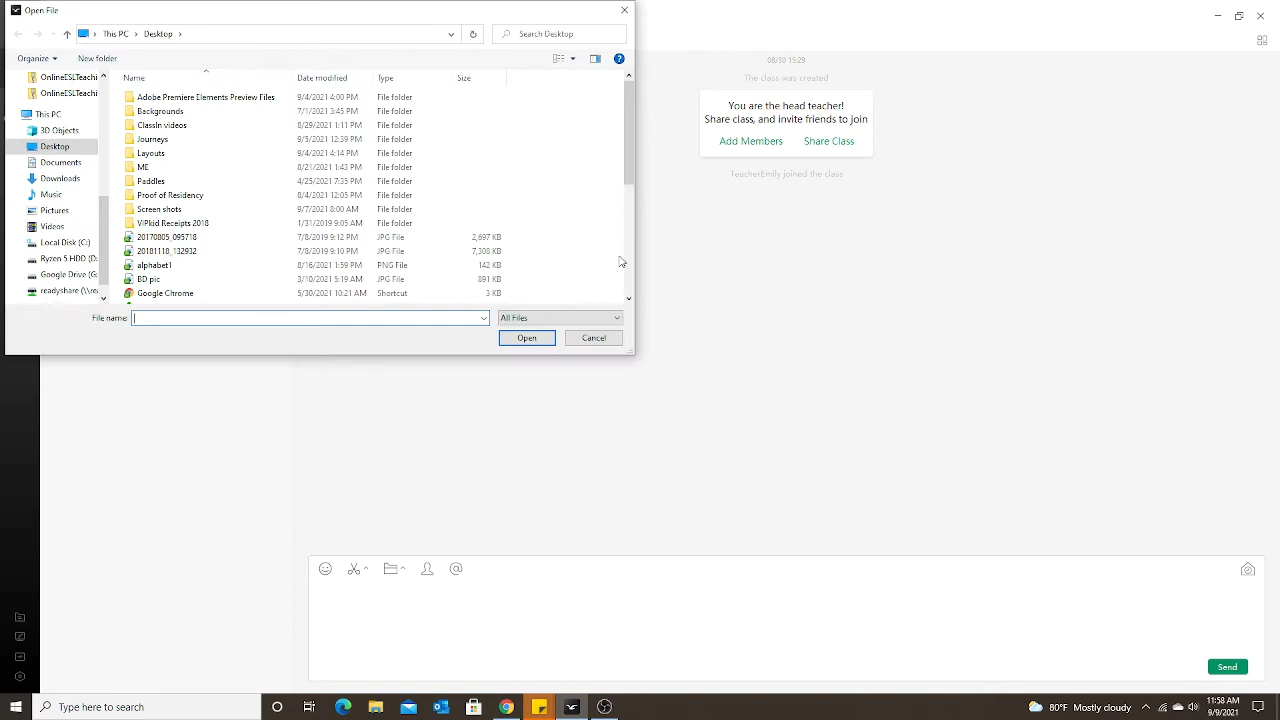 Open File
This PC > Desktop >
Search Desktop
Organize
New folder
OnlineESLTeachi
OnlineESLTeachi
This PC
3D Objects
Desktop
Documents
Downloads
Music
Pictures
Videos
Local Disk (C:)
Ryzen 5 HDD (D:
Google Drive (G:
readyshare (\\rea
Name Date modified Type Size
Adobe Premiere Elements Preview Files 9/4/2021 4:00 PM File folder
Backgrounds 7/1/2021 3:45 PM File folder
ClassIn videos 8/29/2021 1:11 PM File folder
Journeys 9/5/2021 12:39 PM File folder
Layouts 9/4/2021 4:14 PM File folder
ME 8/21/2021 1:43 PM File folder
Paddles 4/25/2021 7:35 PM File folder
Proof of Residency 8/4/2021 12:05 PM File folder
Screen shots 9/7/2021 8:00 AM File folder
VIPkid Receipts 2018 1/31/2019 9:05 AM File folder
20170805_095718 7/8/2019 9:12 PM JPG File 2,697 KB
20181118_132932 7/8/2019 9:10 PM JPG File 7,308 KB
alphabet1 8/16/2021 1:59 PM PNG File 142 KB
BD pic 3/10/2021 5:19 AM JPG File 891 KB
Google Chrome 5/30/2021 10:21 AM Shortcut 3 KB
File name:
All Files
Open
Cancel
08/30 15:29
The class was created
You are the head teacher!
Share class, and invite friends to join
Add Members Share Class
TeacherEmily joined the class
Send
Type here to search
80°F Mostly cloudy
11:58 AM
9/9/2021